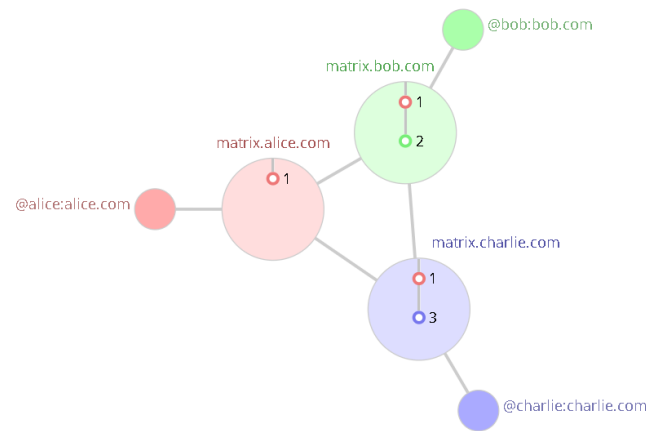 @bob:bob.com
matrix.bob.com
1
2
matrix.alice.com
1
@alice:alice.com
matrix.charlie.com
1
3
@charlie:charlie.com